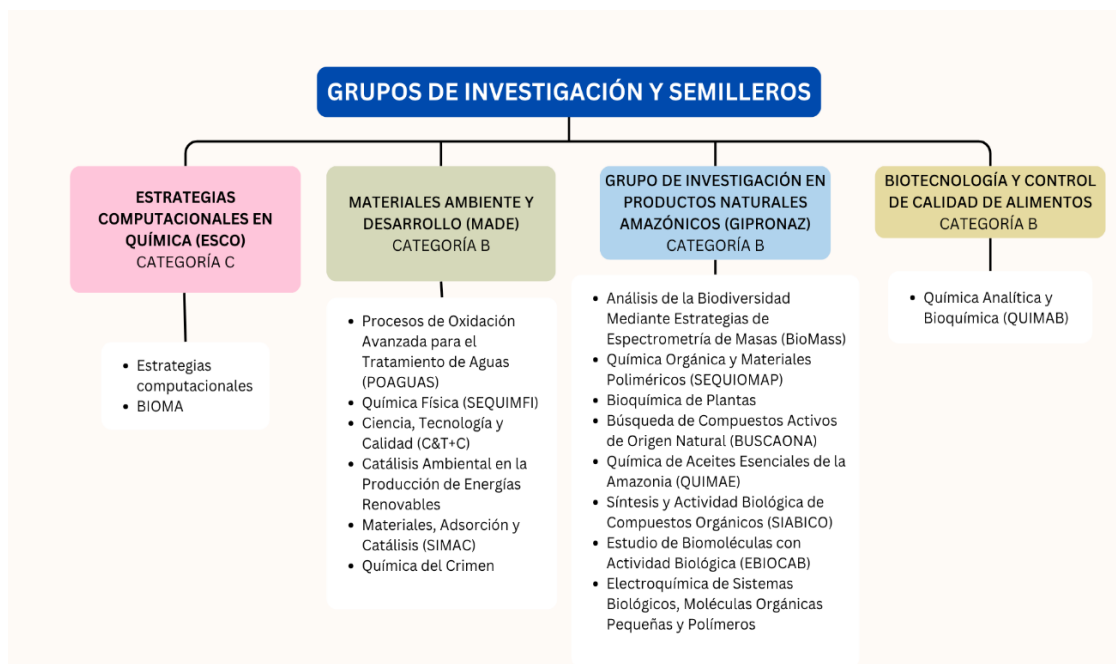 GRUPOS DE INVESTIGACIÓN Y SEMILLEROS
ESTRATEGIAS
COMPUTACIONALES EN
QUÍMICA (ESCO)
CATEGORÍA C
• Estrategias
computacionales
• BIOMA
MATERIALES AMBIENTE Y
DESARROLLO (MADE)
CATEGORÍA B
• Procesos de Oxidación
Avanzada para el
Tratamiento de Aguas
(POAGUAS)
• Química Física (SEQUIMFI)
• Ciencia, Tecnología y
Calidad (C&T+C)
• Catálisis Ambiental en la
Producción de Energías
Renovables
• Materiales, Adsorción y
Catálisis (SIMAC)
• Química del Crimen
GRUPO DE INVESTIGACIÓN EN
PRODUCTOS NATURALES
AMAZÓNICOS (GIPRONAZ)
CATEGORÍA B
• Análisis de la Biodiversidad
Mediante Estrategias de
Espectrometría de Masas (BioMass)
• Química Orgánica y Materiales
Poliméricos (SEQUIOMAP)
• Bioquímica de Plantas
• Búsqueda de Compuestos Activos
de Origen Natural (BUSCAONA)
• Química de Aceites Esenciales de la
Amazonia (QUIMAE)
• Síntesis y Actividad Biológica de
Compuestos Orgánicos (SIABICO)
• Estudio de Biomoléculas con
Actividad Biológica (EBIOCAB)
• Electroquímica de Sistemas
Biológicos, Moléculas Orgánicas
Pequeñas y Polímeros
BIOTECNOLOGÍA Y CONTROL
DE CALIDAD DE ALIMENTOS
CATEGORÍA B
• Química Analítica y
Bioquímica (QUIMAB)